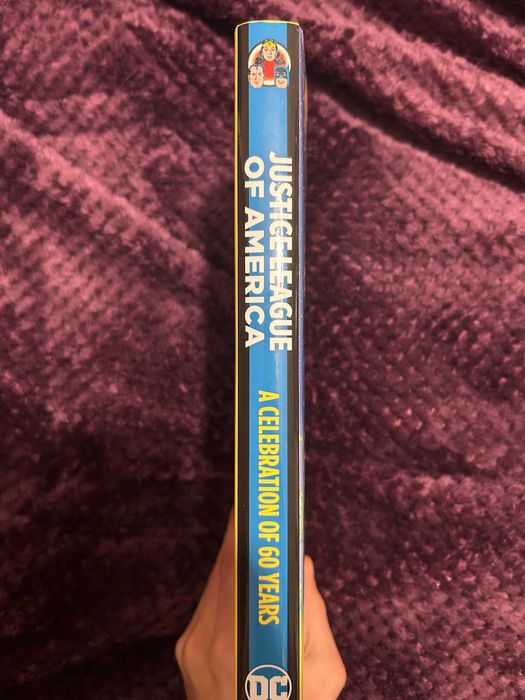 JUSTICE LEAGUE
OF AMERICA
A CELEBRATION OF 60 YEARS
DC